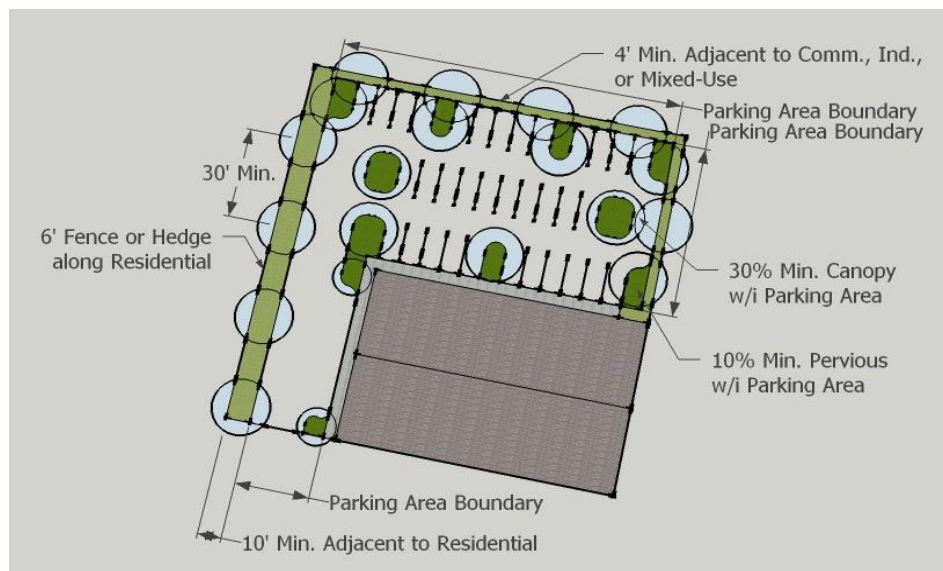 4' Min. Adjacent to Comm., Ind.,
or Mixed-Use
Parking Area Boundary
Parking Area Boundary
30' Min.
6' Fence or Hedge
along Residential
30% Min. Canopy
w/i Parking Area
10% Min. Pervious
w/i Parking Area
Parking Area Boundary
10' Min. Adjacent to Residential